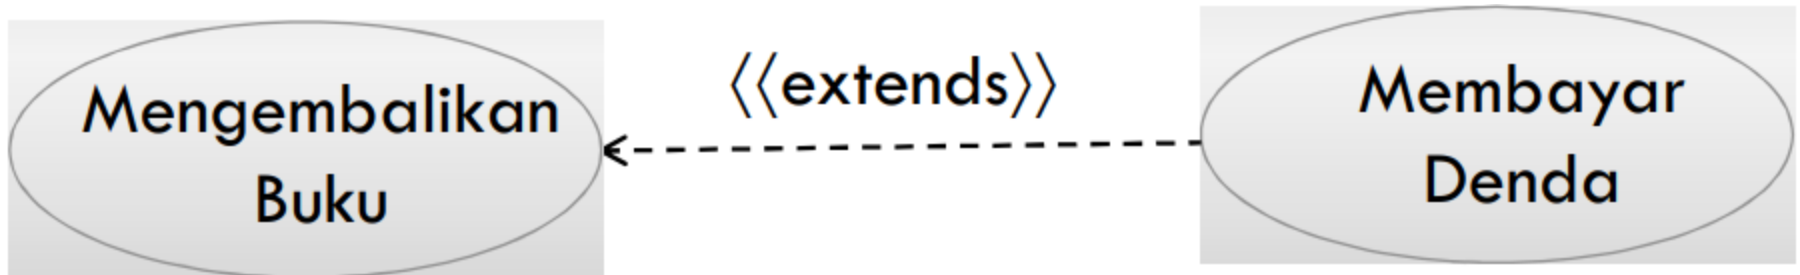 Mengembalikan
Buku
⟨⟨extends⟩⟩
Membayar
Denda